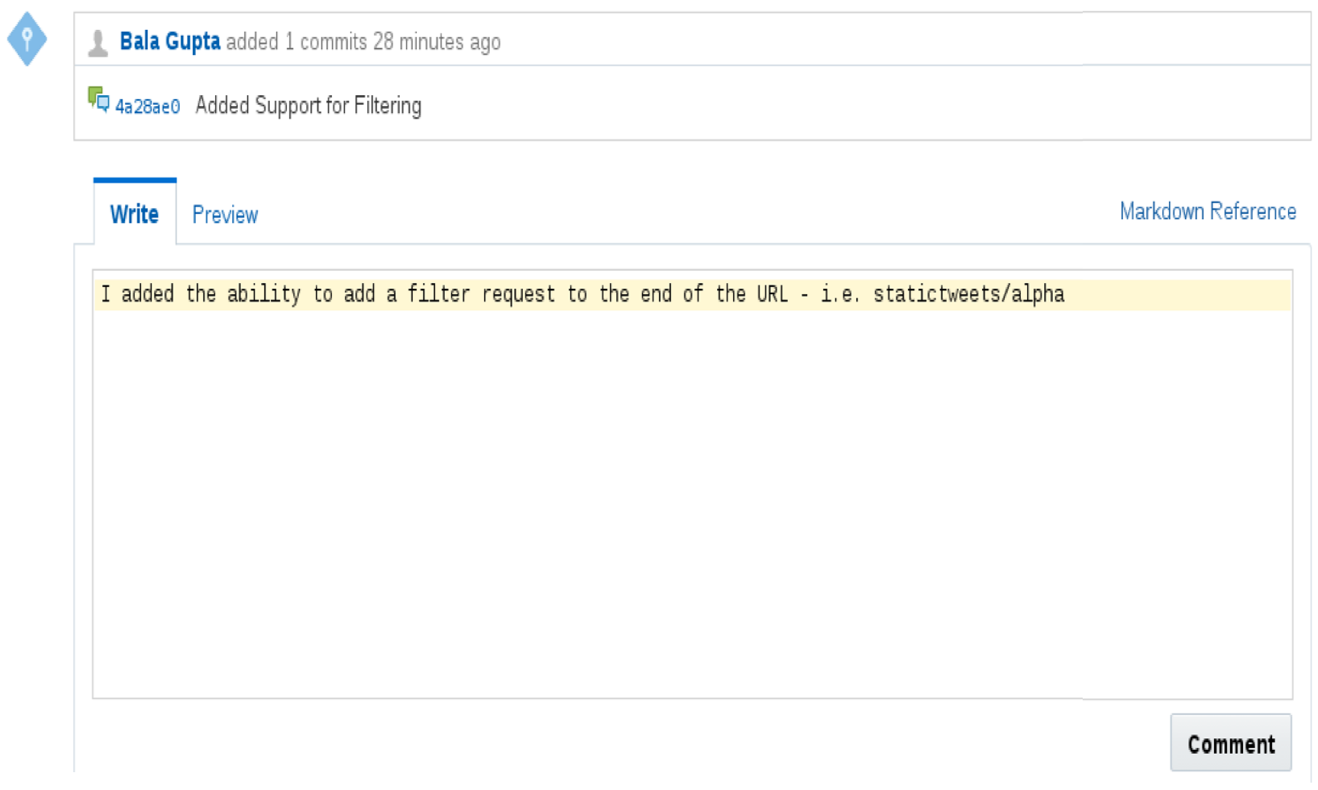 Bala Gupta added 1 commits 28 minutes ago
4a28ae0 Added Support for Filtering
Write Preview Markdown Reference
I added the ability to add a filter request to the end of the URL - i.e. statictweets/alpha
Comment